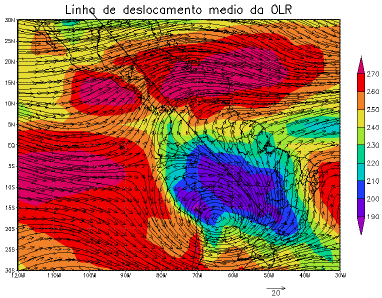 Linha de deslocamento medio da OLR
30N
25N
20N
15N
10N
5N
EQ
5S
10S
15S
20S
25S
30S
120W
110W
100W
90W
80W
70W
60W
50W
40W
30W
270
260
250
240
230
220
210
200
190
20